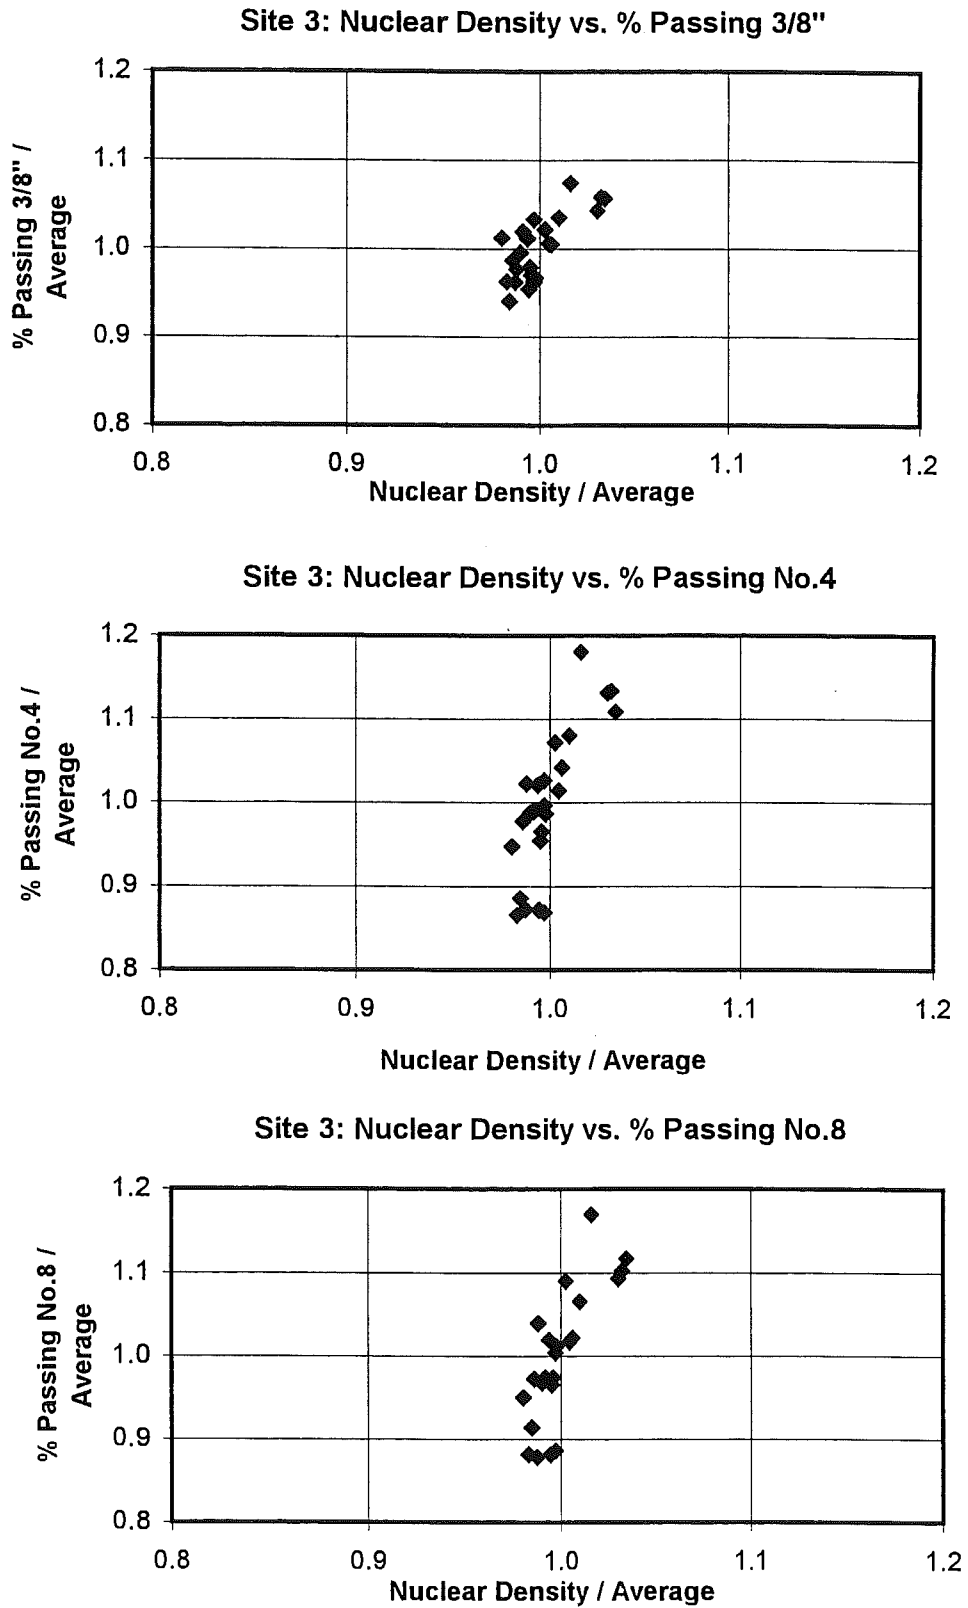 Site 3: Nuclear Density vs. % Passing 3/8"
1.2
1.1
1.0
0.9
0.8
% Passing 3/8" /
Average
0.8 0.9 1.0 1.1 1.2
Nuclear Density / Average
Site 3: Nuclear Density vs. % Passing No.4
1.2
1.1
1.0
0.9
0.8
% Passing No.4 /
Average
0.8 0.9 1.0 1.1 1.2
Nuclear Density / Average
Site 3: Nuclear Density vs. % Passing No.8
1.2
1.1
1.0
0.9
0.8
% Passing No.8 /
Average
0.8 0.9 1.0 1.1 1.2
Nuclear Density / Average